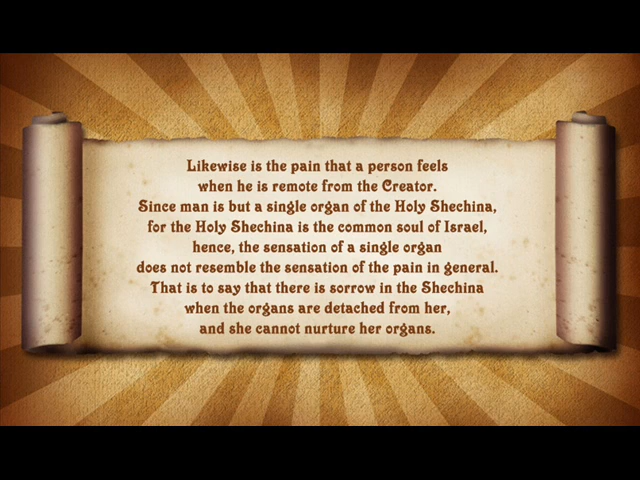 Likewise is the pain that a person feels
when he is remote from the Creator.
Since man is but a single organ of the Holy Shechina,
for the Holy Shechina is the common soul of Israel,
hence, the sensation of a single organ
does not resemble the sensation of the pain in general.
That is to say that there is sorrow in the Shechina
when the organs are detached from her,
and she cannot nurture her organs.